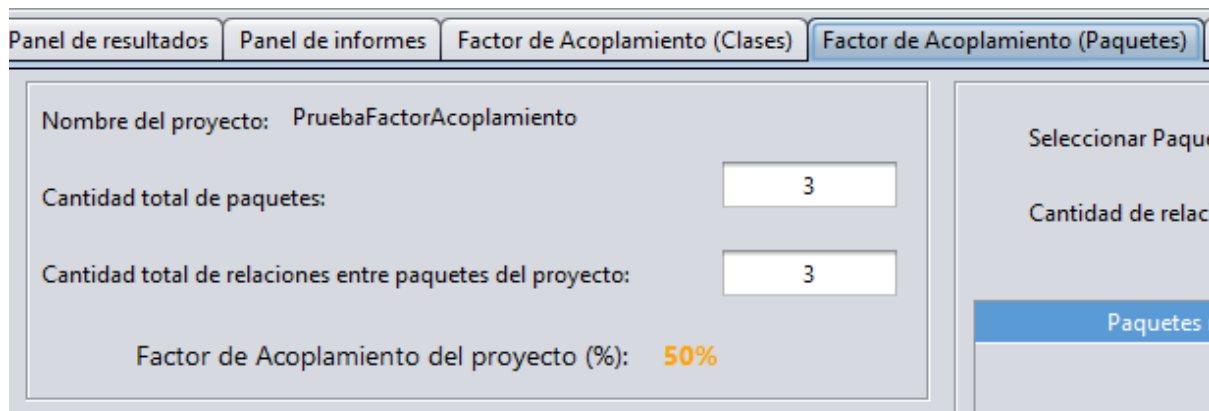 Panel de resultados Panel de informes Factor de Acoplamiento (Clases) Factor de Acoplamiento (Paquetes)
Nombre del proyecto: PruebaFactorAcoplamiento
Cantidad total de paquetes: 3
Cantidad total de relaciones entre paquetes del proyecto: 3
Factor de Acoplamiento del proyecto (%): 50%
Seleccionar
Cantidad de
Paquetes